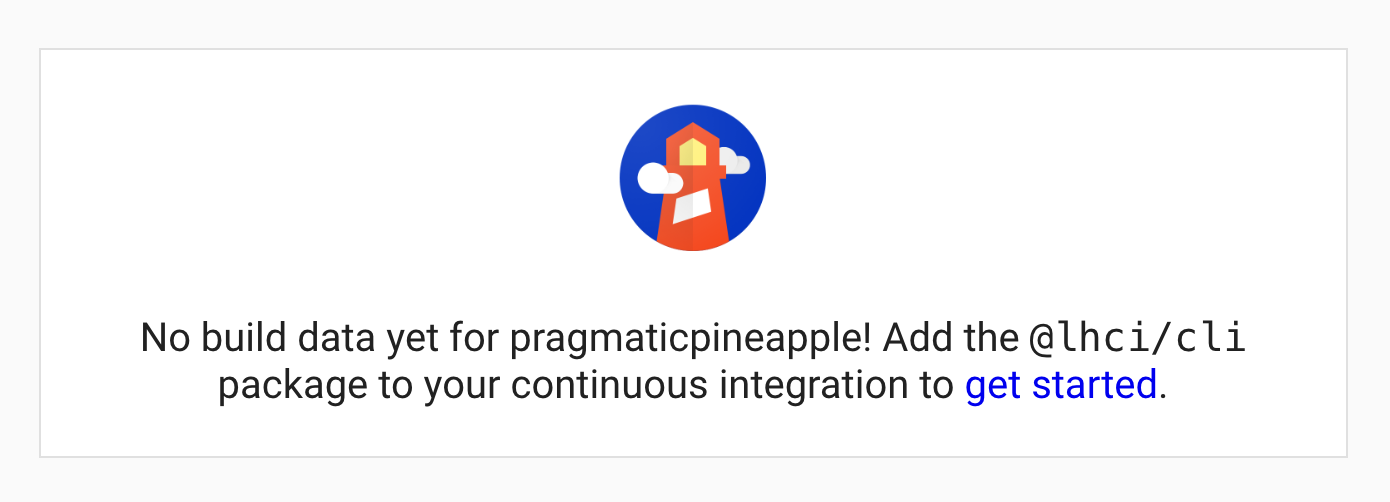 No build data yet for pragmaticpineapple! Add the @lhci/cli
package to your continuous integration to get started.